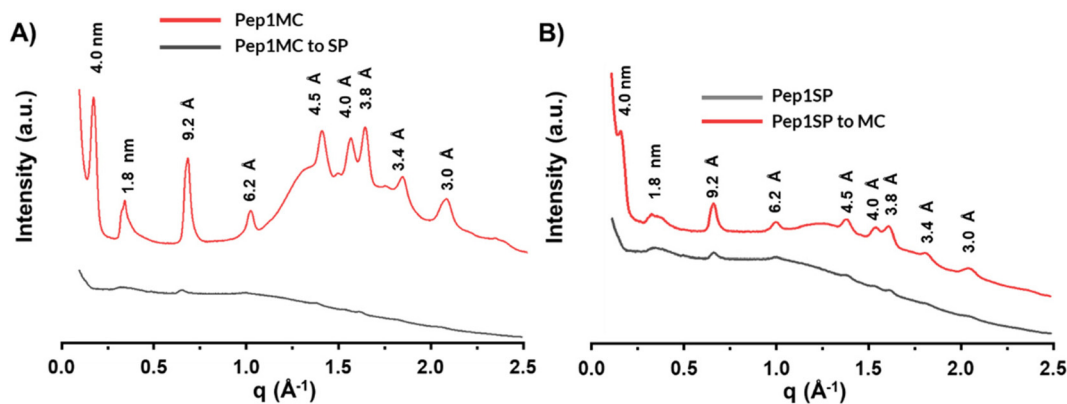 A)
Pep1MC
Pep1MC to SP
4.0 nm
1.8 nm
9.2 Å
6.2 Å
4.5 Å
4.0 Å
3.8 Å
3.4 Å
3.0 Å
Intensity (a.u.)
0.0 0.5 1.0 1.5 2.0 2.5
q (Å-1)
B)
Pep1SP
Pep1SP to MC
4.0 nm
1.8 nm
9.2 Å
6.2 Å
4.5 Å
4.0 Å
3.8 Å
3.4 Å
3.0 Å
Intensity (a.u.)
0.0 0.5 1.0 1.5 2.0 2.5
q (Å-1)